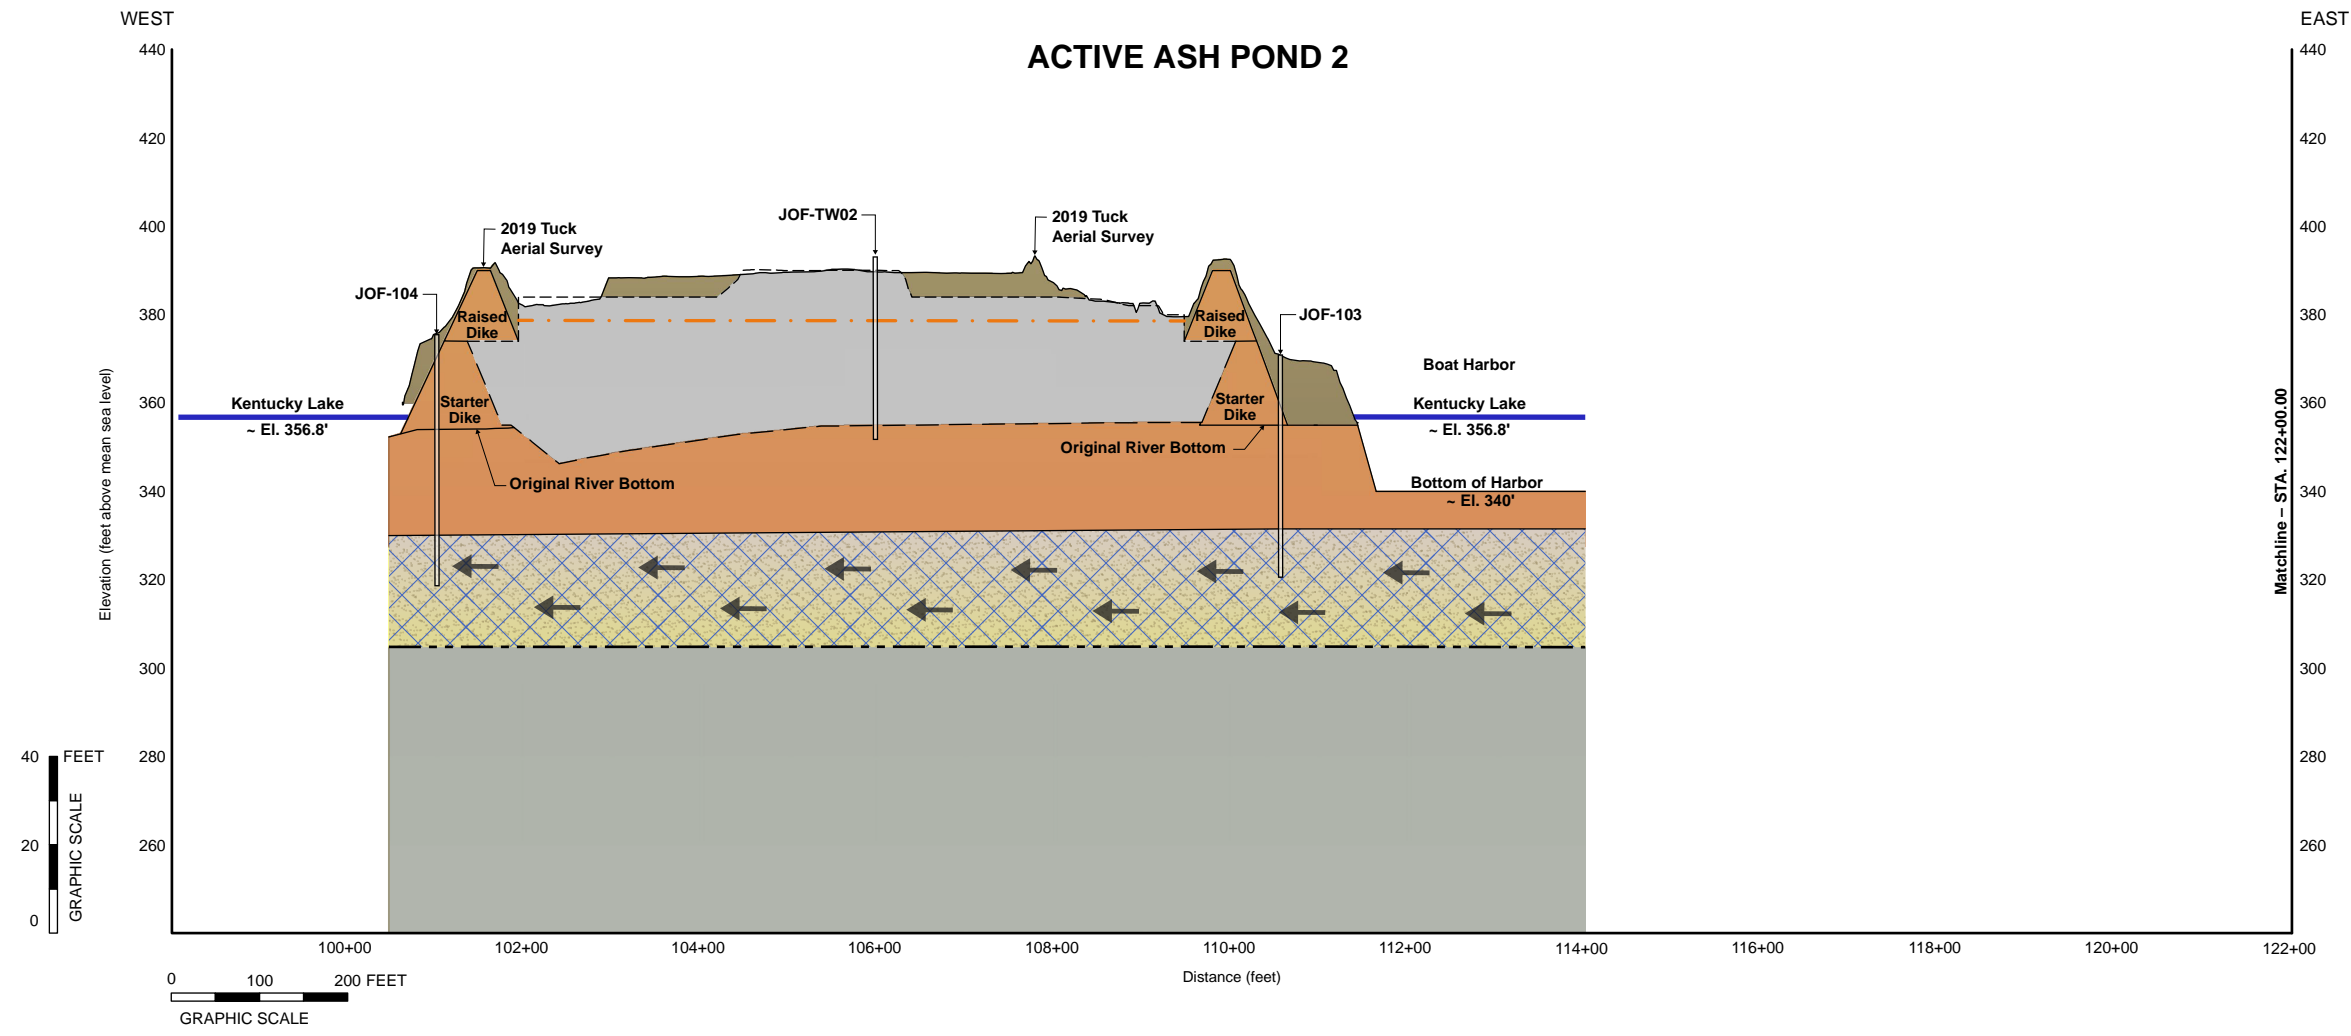 WEST
EAST
ACTIVE ASH POND 2
440
420
400
380
360
340
320
300
280
260
Elevation (feet above mean sea level)
440
420
400
380
360
340
320
300
280
260
Matchline – STA. 122+00.00
2019 Tuck
Aerial Survey
JOF-TW02
2019 Tuck
Aerial Survey
JOF-104
JOF-103
Raised
Dike
Raised
Dike
Boat Harbor
Kentucky Lake
~ El. 356.8'
Starter
Dike
Starter
Dike
Kentucky Lake
~ El. 356.8'
Original River Bottom
Original River Bottom
Bottom of Harbor
~ El. 340'
40
FEET
20
0
GRAPHIC SCALE
100+00
102+00
104+00
106+00
108+00
110+00
112+00
114+00
116+00
118+00
120+00
122+00
Distance (feet)
0
100
200 FEET
GRAPHIC SCALE